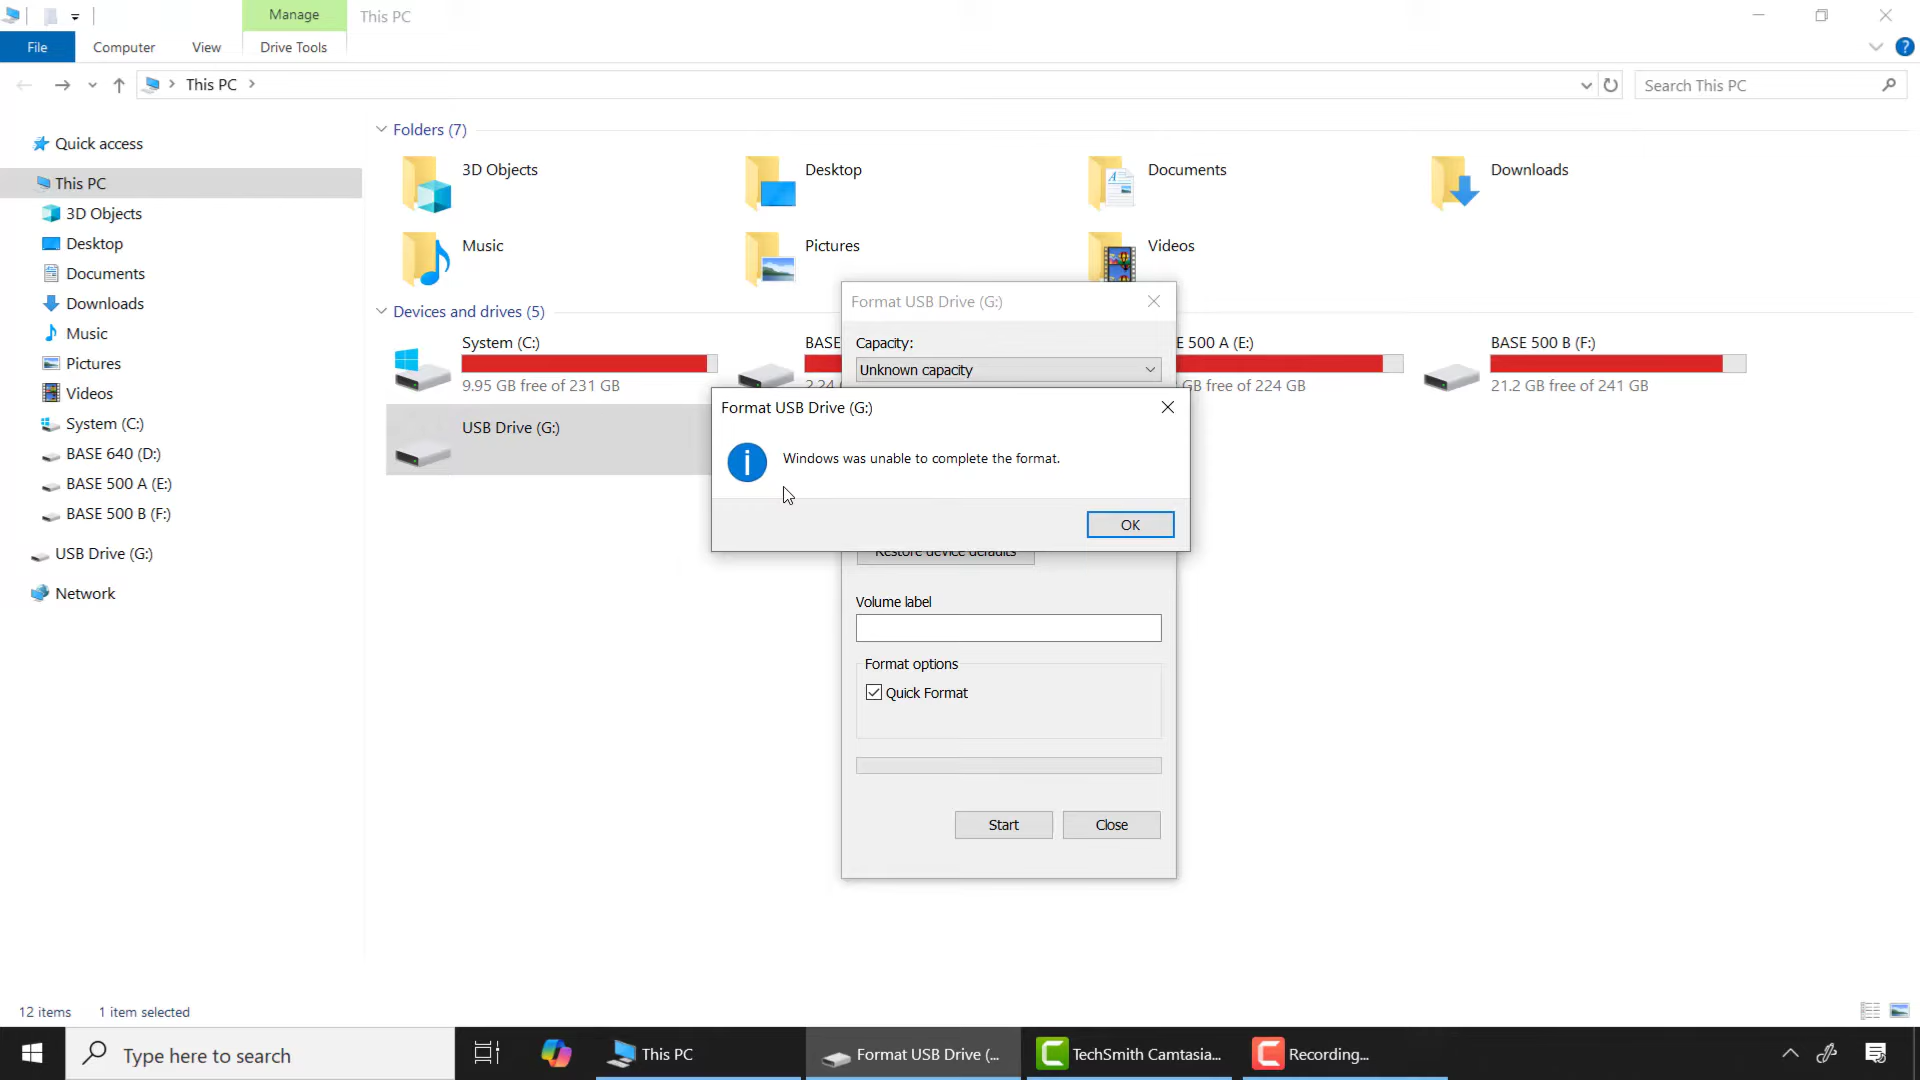 Manage
This PC
File
Computer
View
Drive Tools
This PC
Search This PC
Quick access
This PC
3D Objects
Desktop
Documents
Downloads
Music
Pictures
Videos
System (C:)
BASE 640 (D:)
BASE 500 A (E:)
BASE 500 B (F:)
USB Drive (G:)
Network
Folders (7)
3D Objects
Desktop
Documents
Downloads
Music
Pictures
Videos
Devices and drives (5)
System (C:)
9.95 GB free of 231 GB
BASE
2.24
E 500 A (E:)
GB free of 224 GB
BASE 500 B (F:)
21.2 GB free of 241 GB
USB Drive (G:)
Format USB Drive (G:)
Capacity:
Unknown capacity
Format USB Drive (G:)
Windows was unable to complete the format.
OK
Restore device defaults
Volume label
Format options
Quick Format
Start
Close
12 items
1 item selected
Type here to search
This PC
Format USB Drive (...
TechSmith Camtasia...
Recording...